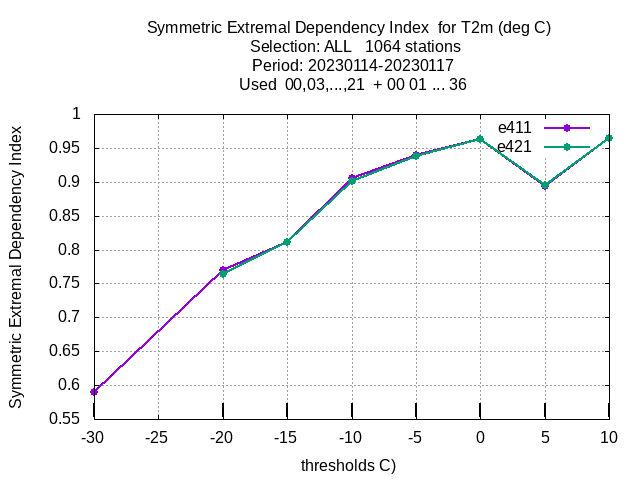 Symmetric Extremal Dependency Index  for T2m (deg C)
Selection: ALL   1064 stations
Period: 20230114-20230117
Used  00,03,...,21  + 00 01 ... 36
Symmetric Extremal Dependency Index
1
0.95
0.9
0.85
0.8
0.75
0.7
0.65
0.6
0.55
e411
e421
-30 -25 -20 -15 -10 -5 0 5 10
thresholds C)